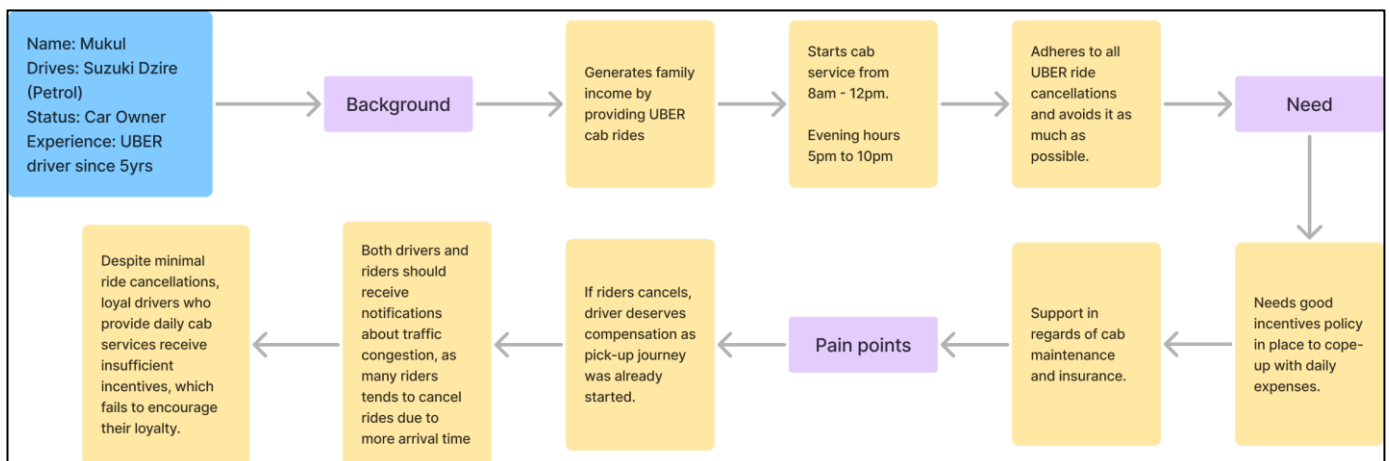 Name: Mukul
Drives: Suzuki Dzire
(Petrol)
Status: Car Owner
Experience: UBER
driver since 5yrs
Background
Generates family
income by
providing UBER
cab rides
Starts cab
service from
8am - 12pm.
Evening hours
5pm to 10pm
Adheres to all
UBER ride
cancellations
and avoids it as
much as
possible.
Need
Needs good
incentives policy
in place to cope-
up with daily
expenses.
Support in
regards of cab
maintenance
and insurance.
Pain points
If riders cancels,
driver deserves
compensation as
pick-up journey
was already
started.
Both drivers and
riders should
receive
notifications
about traffic
congestion, as
many riders
tends to cancel
rides due to
more arrival time
Despite minimal
ride cancellations,
loyal drivers who
provide daily cab
services receive
insufficient
incentives, which
fails to encourage
their loyalty.